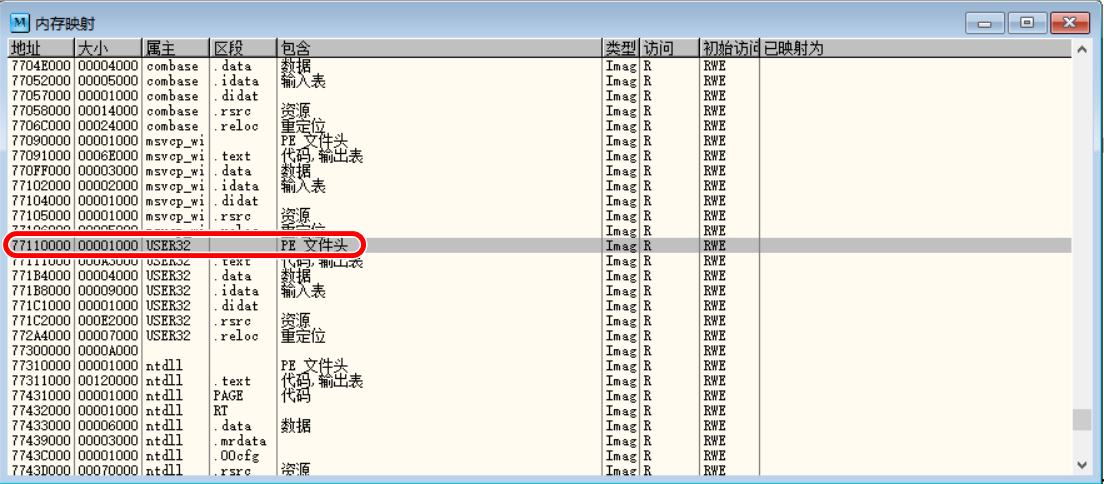 M 内存映射
地址 大小 属主 区段 包含 类型 访问 初始访问 已映射为
7704E000 00004000 combase .data 数据 Imag R RWE
77052000 00005000 combase .idata 输入表 Imag R RWE
77057000 00001000 combase .didat Imag R RWE
77058000 00014000 combase .rsrc 资源 Imag R RWE
7706C000 00024000 combase .reloc 重定位 Imag R RWE
77090000 00001000 msvcp_wi PE 文件头 Imag R RWE
77091000 0006E000 msvcp_wi .text 代码,输出表 Imag R RWE
770FF000 00003000 msvcp_wi .data 数据 Imag R RWE
77102000 00002000 msvcp_wi .idata 输入表 Imag R RWE
77104000 00001000 msvcp_wi .didat Imag R RWE
77105000 00001000 msvcp_wi .rsrc 资源 Imag R RWE
77106000 00005000 msvcp_wi .reloc 重定位 Imag R RWE
77110000 00001000 USER32 PE 文件头 Imag R RWE
77111000 000A3000 USER32 .text 代码,输出表 Imag R RWE
771B4000 00004000 USER32 .data 数据 Imag R RWE
771B8000 00009000 USER32 .idata 输入表 Imag R RWE
771C1000 00001000 USER32 .didat Imag R RWE
771C2000 000E2000 USER32 .rsrc 资源 Imag R RWE
772A4000 00007000 USER32 .reloc 重定位 Imag R RWE
77300000 0000A000 Imag R RWE
77310000 00001000 ntdll PE 文件头 Imag R RWE
77311000 00120000 ntdll .text 代码,输出表 Imag R RWE
77431000 00001000 ntdll PAGE 代码 Imag R RWE
77432000 00001000 ntdll RT Imag R RWE
77433000 00006000 ntdll .data 数据 Imag R RWE
77439000 00003000 ntdll .mrdata Imag R RWE
7743C000 00001000 ntdll .00cfg Imag R RWE
7743D000 00070000 ntdll .rsrc 资源 Imag R RWE